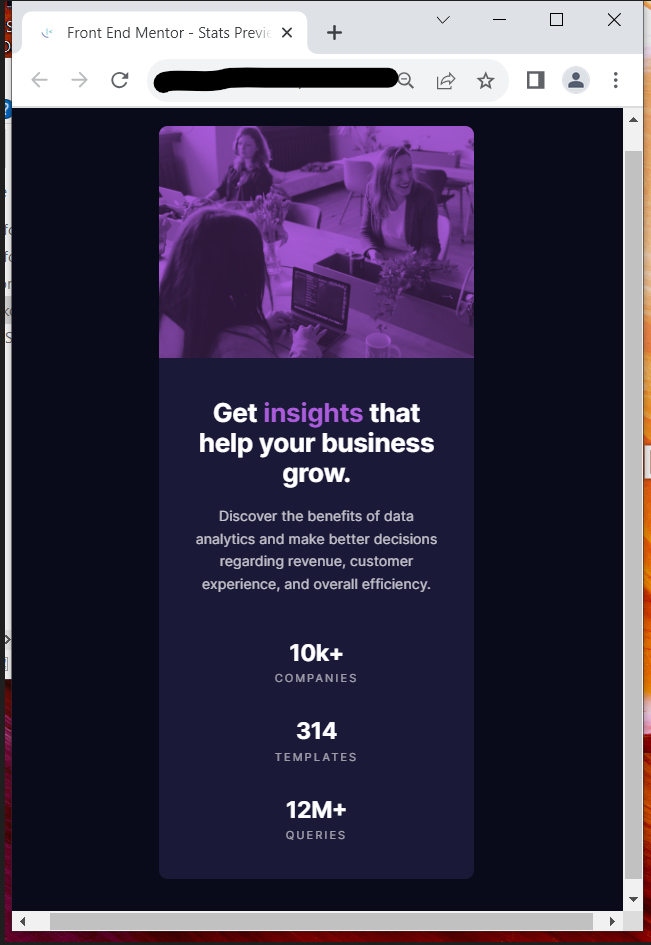 Front End Mentor - Stats Previe
Get insights that
help your business
grow.
Discover the benefits of data
analytics and make better decisions
regarding revenue, customer
experience, and overall efficiency.
10k+
COMPANIES
314
TEMPLATES
12M+
QUERIES